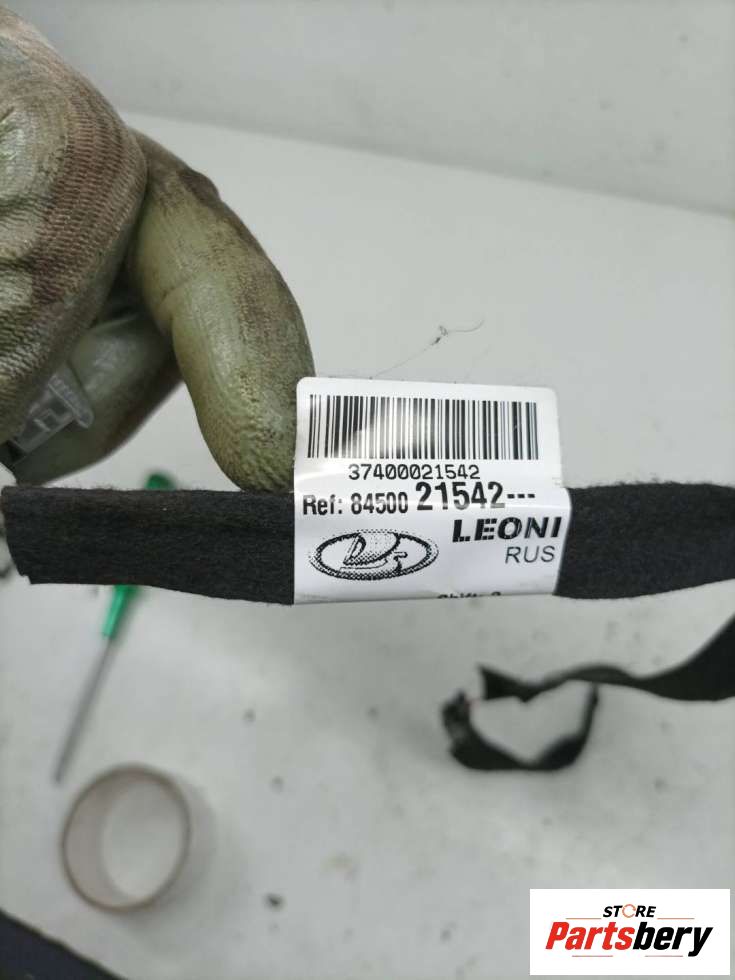 37400021542
Ref: 84500 21542---
LEONI
RUS
STORE
Partsbery